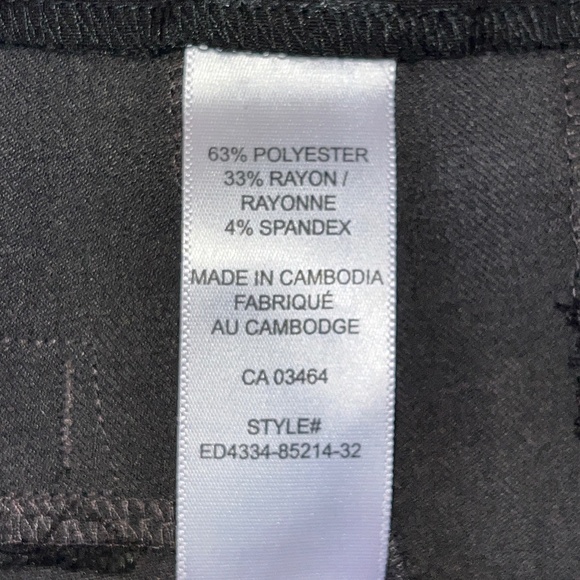 63% POLYESTER
33% RAYON /
RAYONNE
4% SPANDEX
MADE IN CAMBODIA
FABRIQUÉ
AU CAMBODGE
CA 03464
STYLE#
ED4334-85214-32